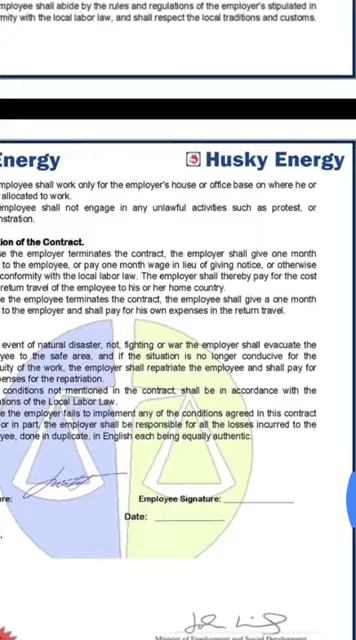 mployee shall abide by the rules and regulations of the employer's stipulated in
rmity with the local labor law, and shall respect the local traditions and customs.
Energy
Husky Energy
mployee shall work only for the employer's house or office base on where he or
allocated to work.
employee shall not engage in any unlawful activities such as protest, or
nstration.
ion of the Contract.
se the employer terminates the contract, the employer shall give one month
to the employee, or pay one month wage in lieu of giving notice, or otherwise
conformity with the local labor law. The employer shall thereby pay for the cost
return travel of the employee to his or her home country.
e the employee terminates the contract, the employee shall give a one month
to the employer and shall pay for his own expenses in the return travel.
event of natural disaster, riot, fighting or war the employer shall evacuate the
yee to the safe area, and if the situation is no longer conducive for the
uity of the work, the employer shall repatriate the employee and shall pay for
penses for the repatriation.
conditions not mentioned in the contract, shall be in accordance with the
ations of the Local Labor Law.
e the employer fails to implement any of the conditions agreed in this contract
or in part, the employer shall be responsible for all the losses incurred to the
yee, done in duplicate, in English each being equally authentic.
re:
Employee Signature:
Date:
Minister of Employment and Social Development